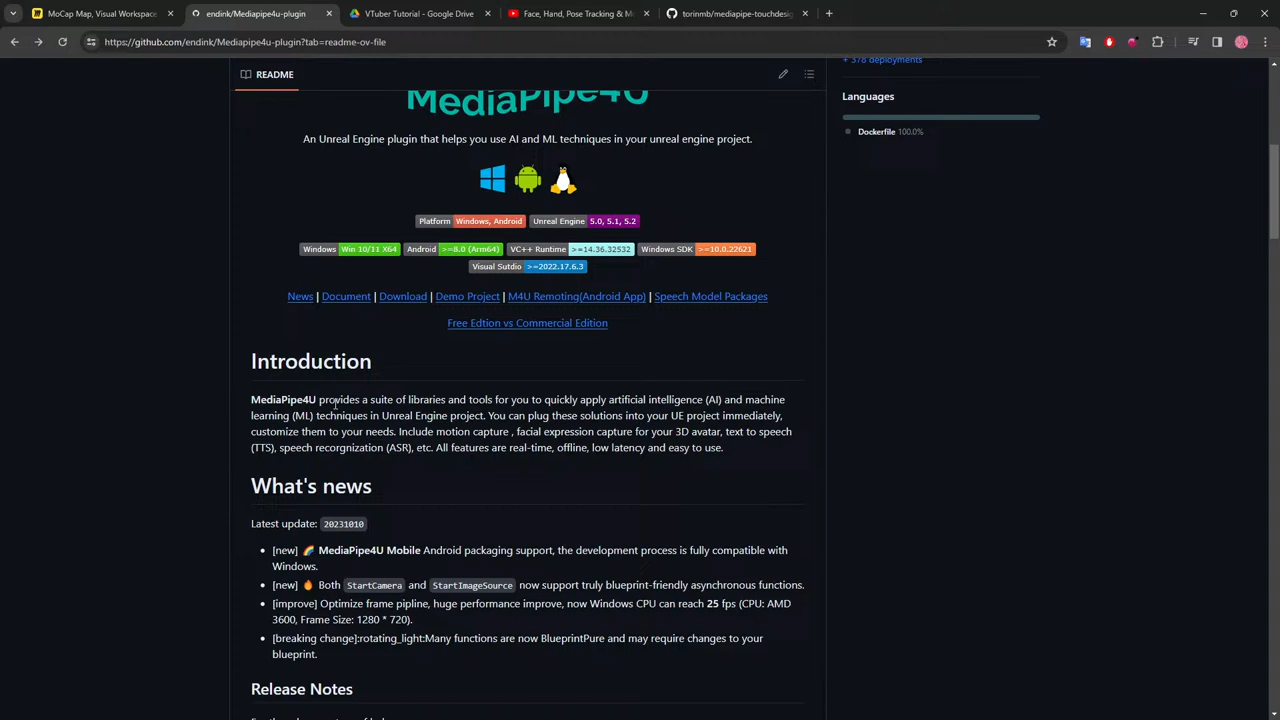 MoCap Map, Visual Workspace
endink/Mediapipe4u-plugin
VTuber Tutorial - Google Drive
Face, Hand, Pose Tracking & M
torinmb/mediapipe-touchdesig
https://github.com/endink/Mediapipe4u-plugin?tab=readme-ov-file
README
+ 378 deployments
MediaPipe4U
Languages
Dockerfile 100.0%
An Unreal Engine plugin that helps you use AI and ML techniques in your unreal engine project.
Platform Windows, Android Unreal Engine 5.0, 5.1, 5.2
Windows Win 10/11 X64 Android >=8.0 (Arm64) VC++ Runtime >=14.36.32532 Windows SDK >=10.0.22621
Visual Sutdio >=2022.17.6.3
News | Document | Download | Demo Project | M4U Remoting(Android App) | Speech Model Packages
Free Edtion vs Commercial Edition
Introduction
MediaPipe4U provides a suite of libraries and tools for you to quickly apply artificial intelligence (AI) and machine
learning (ML) techniques in Unreal Engine project. You can plug these solutions into your UE project immediately,
customize them to your needs. Include motion capture , facial expression capture for your 3D avatar, text to speech
(TTS), speech recorgnization (ASR), etc. All features are real-time, offline, low latency and easy to use.
What's news
Latest update: 20231010
[new] 🌈 MediaPipe4U Mobile Android packaging support, the development process is fully compatible with
Windows.
[new] 🔥 Both StartCamera and StartImageSource now support truly blueprint-friendly asynchronous functions.
[improve] Optimize frame pipline, huge performance improve, now Windows CPU can reach 25 fps (CPU: AMD
3600, Frame Size: 1280 * 720).
[breaking change]:rotating_light:Many functions are now BlueprintPure and may require changes to your
blueprint.
Release Notes